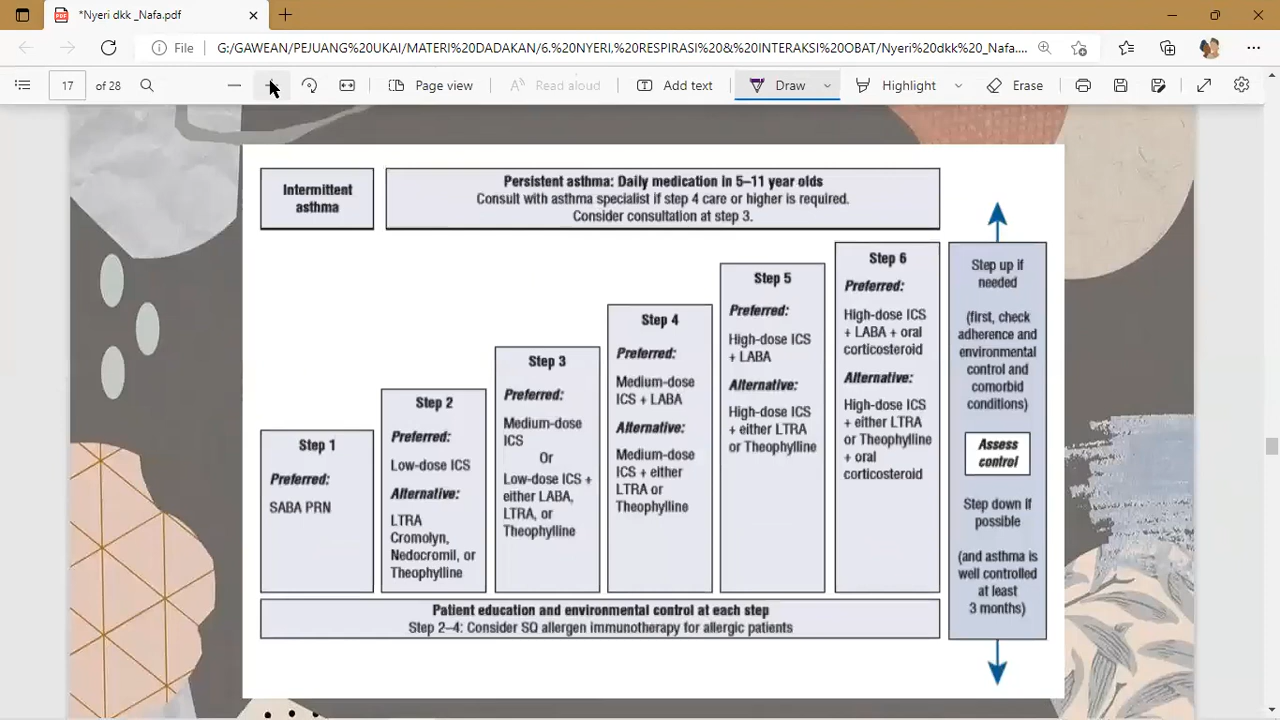 *Nyeri dkk _Nafa.pdf
File
G:/GAWEAN/PEJUANG%20UKAI/MATERI%20DADAKAN/6.%20NYERI,%20RESPIRASI%20&%20INTERAKSI%20OBAT/Nyeri%20dkk%20_Nafa....
17 of 28
Page view
Read aloud
Add text
Draw
Highlight
Erase
Intermittent
asthma
Persistent asthma: Daily medication in 5–11 year olds
Consult with asthma specialist if step 4 care or higher is required.
Consider consultation at step 3.
Step 1
Preferred:
SABA PRN
Step 2
Preferred:
Low-dose ICS
Alternative:
LTRA
Cromolyn,
Nedocromil, or
Theophylline
Step 3
Preferred:
Medium-dose
ICS
Or
Low-dose ICS +
either LABA,
LTRA, or
Theophylline
Step 4
Preferred:
Medium-dose
ICS + LABA
Alternative:
Medium-dose
ICS + either
LTRA or
Theophylline
Step 5
Preferred:
High-dose ICS
+ LABA
Alternative:
High-dose ICS
+ either LTRA
or Theophylline
Step 6
Preferred:
High-dose ICS
+ LABA + oral
corticosteroid
Alternative:
High-dose ICS
+ either LTRA
or Theophylline
+ oral
corticosteroid
Step up if
needed
(first, check
adherence and
environmental
control and
comorbid
conditions)
Assess
control
Step down if
possible
(and asthma is
well controlled
at least
3 months)
Patient education and environmental control at each step
Step 2–4: Consider SQ allergen immunotherapy for allergic patients